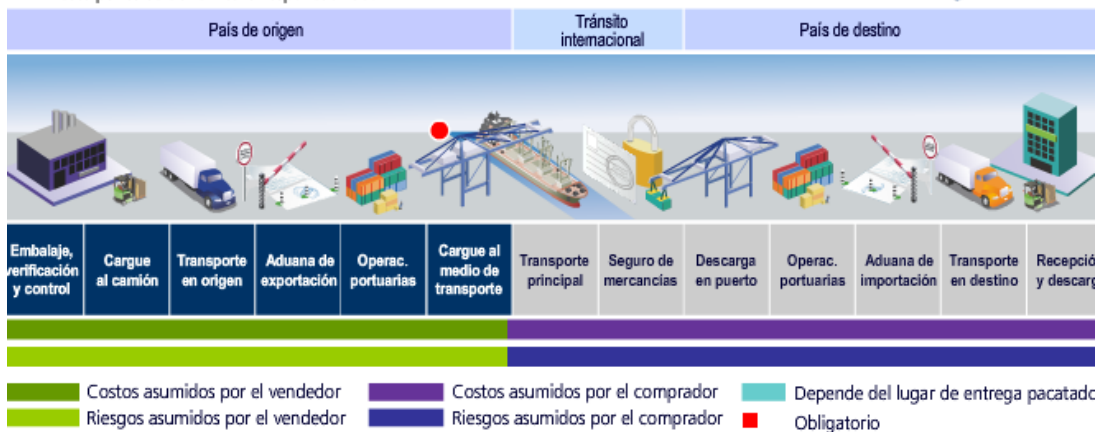 País de origen
Tránsito
internacional
País de destino
Embalaje,
verificación
y control
Cargue
al camión
Transporte
en origen
Aduana de
exportación
Operac.
portuarias
Cargue al
medio de
transporte
Transporte
principal
Seguro de
mercancías
Descarga
en puerto
Operac.
portuarias
Aduana de
importación
Transporte
en destino
Recepció
y descarg
Costos asumidos por el vendedor
Costos asumidos por el comprador
Depende del lugar de entrega pacatado
Riesgos asumidos por el vendedor
Riesgos asumidos por el comprador
Obligatorio